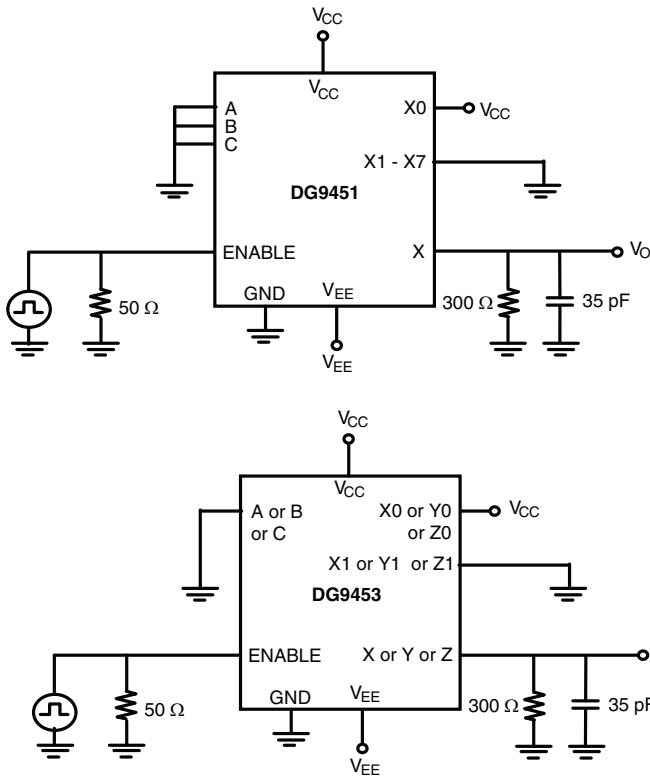 VCC
VCC
A
X0
VCC
B
C
X1 - X7
DG9451
ENABLE
X
VO
50 Ω
GND
VEE
300 Ω
35 pF
VEE
VCC
VCC
A or B
or C
X0 or Y0
or Z0
VCC
X1 or Y1 or Z1
DG9453
ENABLE
X or Y or Z
50 Ω
GND
VEE
300 Ω
35 pF
VEE